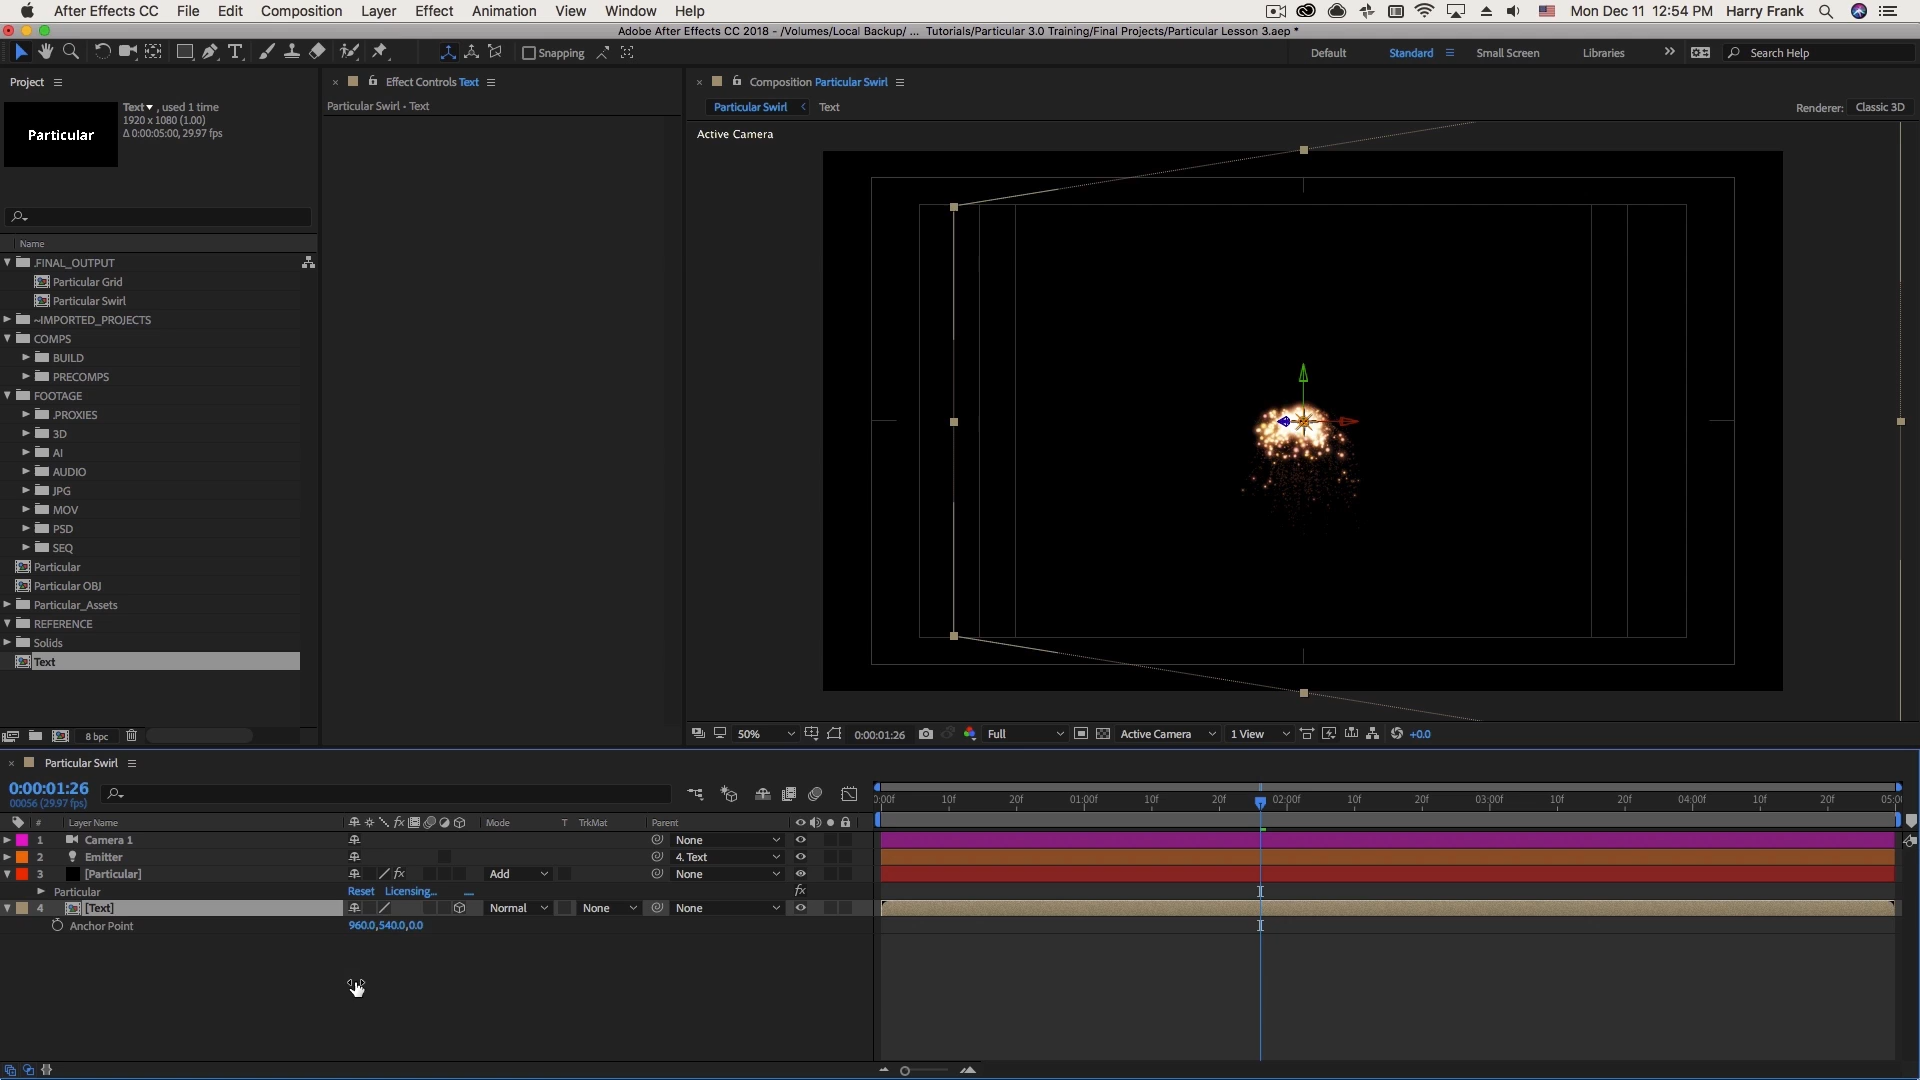 After Effects CC File Edit Composition Layer Effect Animation View Window Help Mon Dec 11 12:54 PM Harry Frank
Adobe After Effects CC 2018 - /Volumes/Local Backup/ ... Tutorials/Particular 3.0 Training/Final Projects/Particular Lesson 3.aep *
Snapping Default Standard Small Screen Libraries Search Help
Project Effect Controls Text Composition Particular Swirl
Particular Swirl • Text
Text , used 1 time
1920 x 1080 (1.00)
Δ 0:00:05:00, 29.97 fps
Particular
Particular Swirl Text Renderer: Classic 3D
Active Camera
Name
.FINAL_OUTPUT
Particular Grid
Particular Swirl
~IMPORTED_PROJECTS
COMPS
BUILD
PRECOMPS
FOOTAGE
.PROXIES
3D
AI
AUDIO
JPG
MOV
PSD
SEQ
Particular
Particular OBJ
Particular_Assets
REFERENCE
Solids
Text
8 bpc
50% 0:00:01:26 Full Active Camera 1 View +0.0
Particular Swirl
0:00:01:26
00056 (29.97 fps)
0:00f 10f 20f 01:00f 10f 20f 02:00f 10f 20f 03:00f 10f 20f 04:00f 10f 20f 05:0
# Layer Name Mode T TrkMat Parent
1 Camera 1 None
2 Emitter 4. Text
3 [Particular] Add None
Particular Reset Licensing... fx
4 [Text] Normal None None
Anchor Point 960.0,540.0,0.0